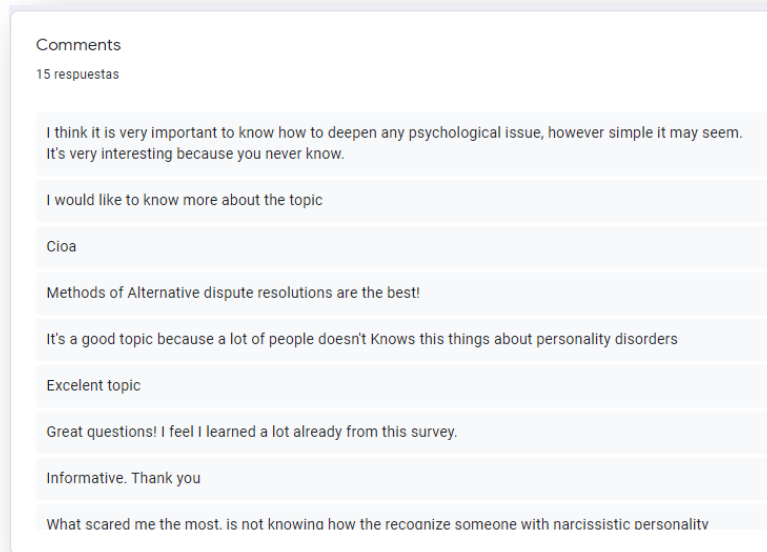 Comments
15 respuestas
I think it is very important to know how to deepen any psychological issue, however simple it may seem.
It's very interesting because you never know.
I would like to know more about the topic
Cioa
Methods of Alternative dispute resolutions are the best!
It's a good topic because a lot of people doesn't Knows this things about personality disorders
Excelent topic
Great questions! I feel I learned a lot already from this survey.
Informative. Thank you
What scared me the most, is not knowing how the recognize someone with narcissistic personality